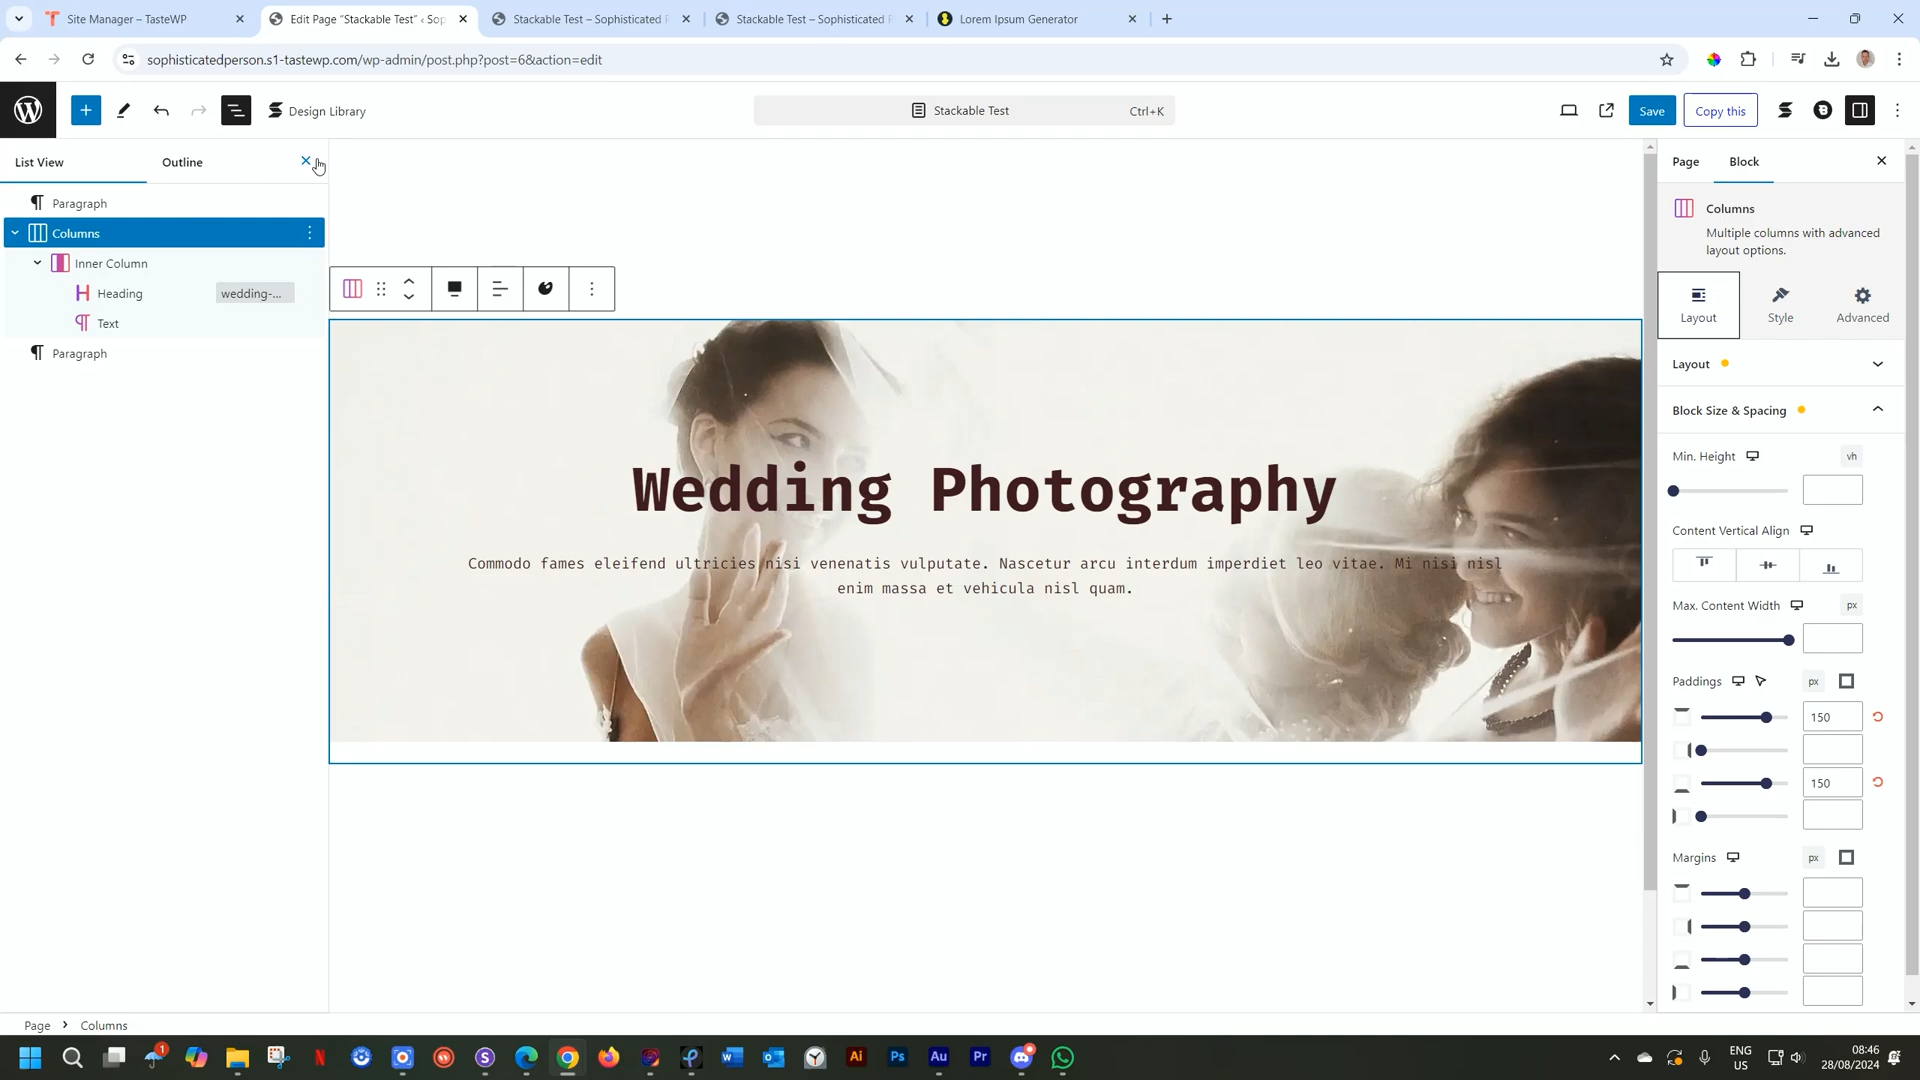 Site Manager – TasteWP
Edit Page “Stackable Test” ‹ Sop
Stackable Test – Sophisticated P
Stackable Test – Sophisticated P
Lorem Ipsum Generator
sophisticatedperson.s1-tastewp.com/wp-admin/post.php?post=6&action=edit
Design Library
Stackable Test
Ctrl+K
Save
Copy this
List View
Outline
Paragraph
Columns
Inner Column
Heading
wedding-...
Text
Paragraph
Wedding Photography
Commodo fames eleifend ultricies nisi venenatis vulputate. Nascetur arcu interdum imperdiet leo vitae. Mi nisi nisl
enim massa et vehicula nisl quam.
Page
Block
Columns
Multiple columns with advanced
layout options.
Layout
Style
Advanced
Layout
Block Size & Spacing
Min. Height
vh
Content Vertical Align
Max. Content Width
px
Paddings
px
150
150
Margins
px
Page
Columns
1
N
S
W
Ai
Ps
Au
Pr
ENG
US
08:46
28/08/2024